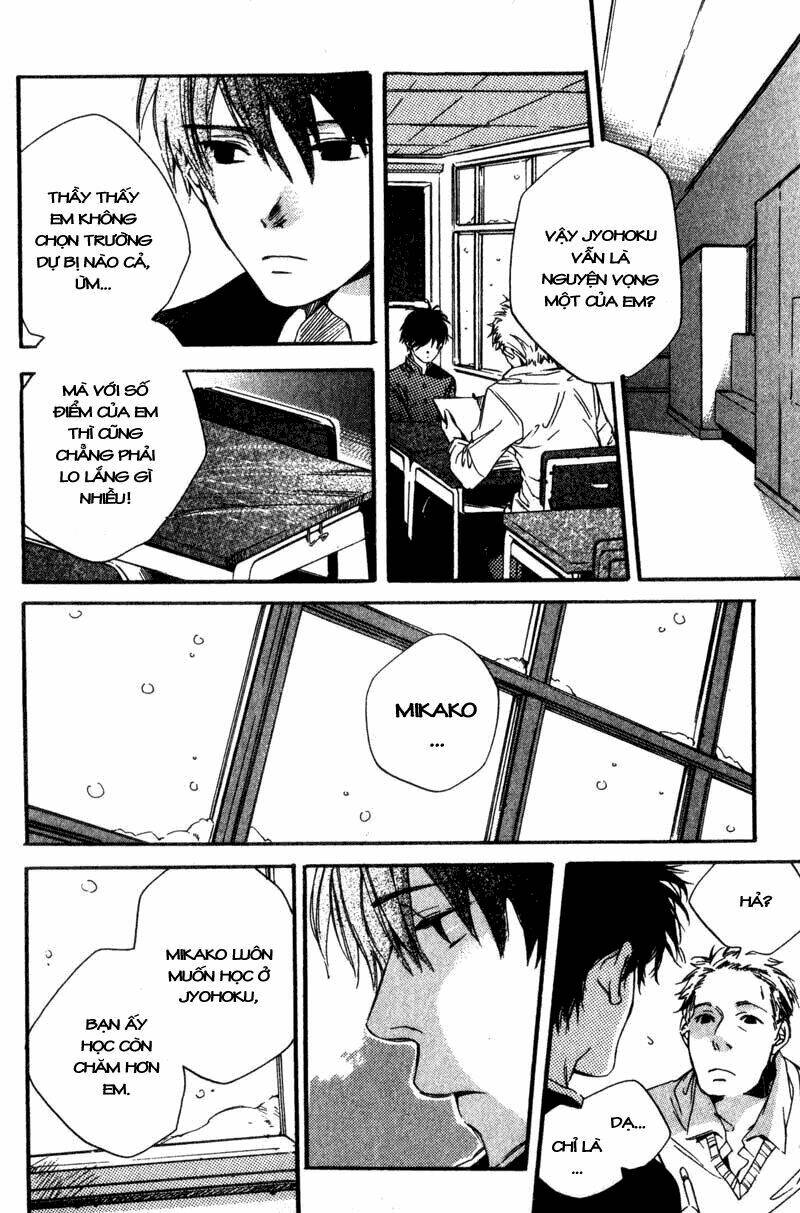 VẬY JYOHOKU
VẪN LÀ
NGUYỆN VỌNG
MỘT CỦA EM?
THẦY THẤY
EM KHÔNG
CHỌN TRƯỜNG
DỰ BỊ NÀO CẢ,
ỪM...
MÀ VỚI SỐ
ĐIỂM CỦA EM
THÌ CŨNG
CHẲNG PHẢI
LO LẮNG GÌ
NHIỀU!
MIKAKO
...
HẢ?
DẠ...
CHỈ LÀ
...
MIKAKO LUÔN
MUỐN HỌC Ở
JYOHOKU,
BẠN ẤY
HỌC CÒN
CHĂM HƠN
EM.